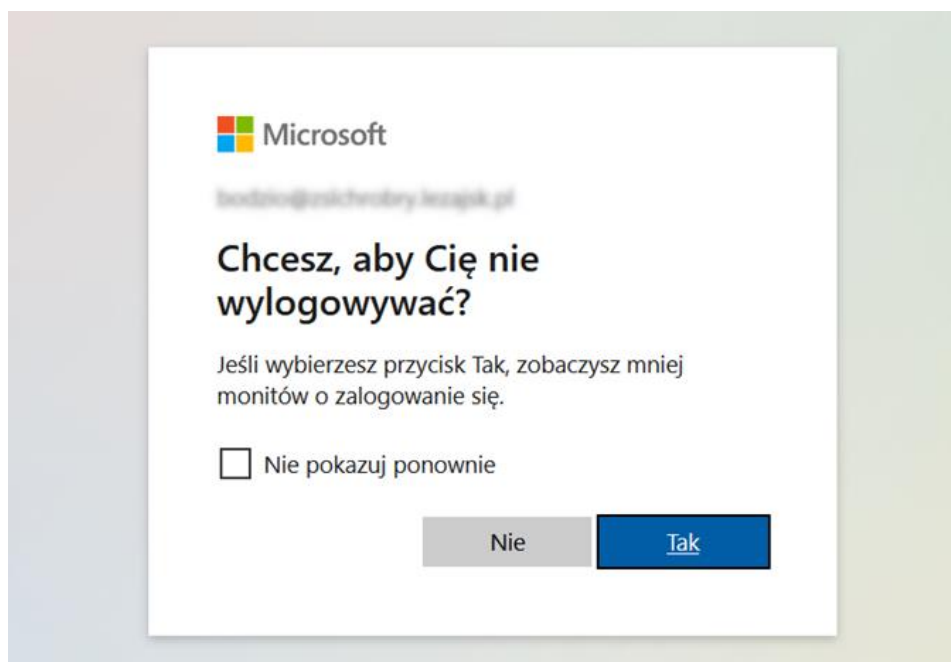 Microsoft
Chcesz, aby Cię nie
wylogowywać?
Jeśli wybierzesz przycisk Tak, zobaczysz mniej
monitów o zalogowanie się.
Nie pokazuj ponownie
Nie
Tak